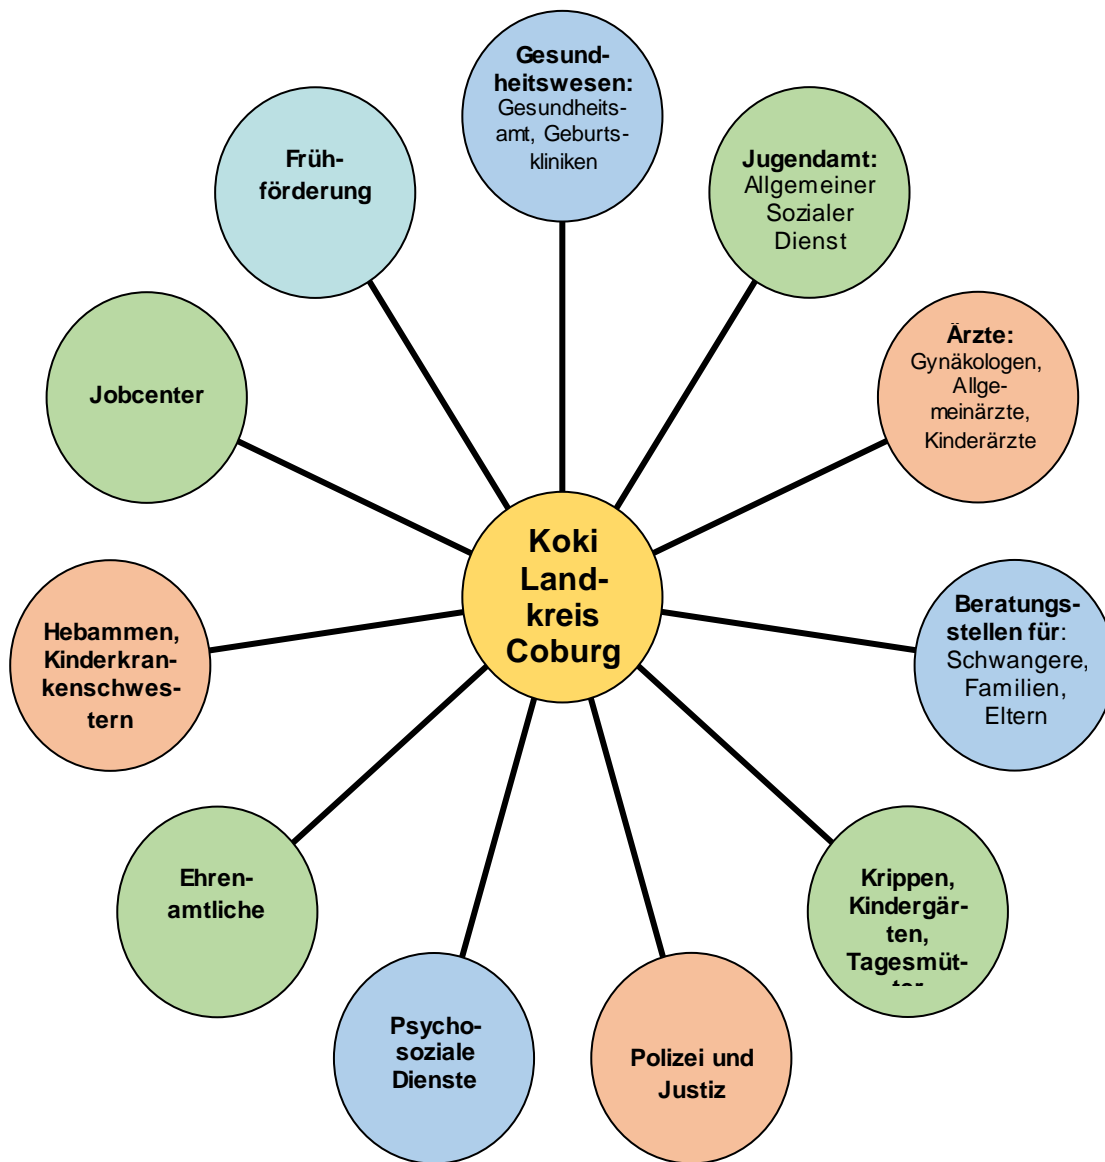 Gesund-
heitswesen:
Gesundheits-
amt, Geburts-
kliniken
Jugendamt:
Allgemeiner
Sozialer
Dienst
Ärzte:
Gynäkologen,
Allge-
meinärzte,
Kinderärzte
Beratungs-
stellen für:
Schwangere,
Familien,
Eltern
Krippen,
Kindergär-
ten,
Tagesmüt-
ter
Polizei und
Justiz
Psycho-
soziale
Dienste
Ehren-
amtliche
Hebammen,
Kinderkran-
kenschwes-
tern
Jobcenter
Früh-
förderung
Koki
Land-
kreis
Coburg